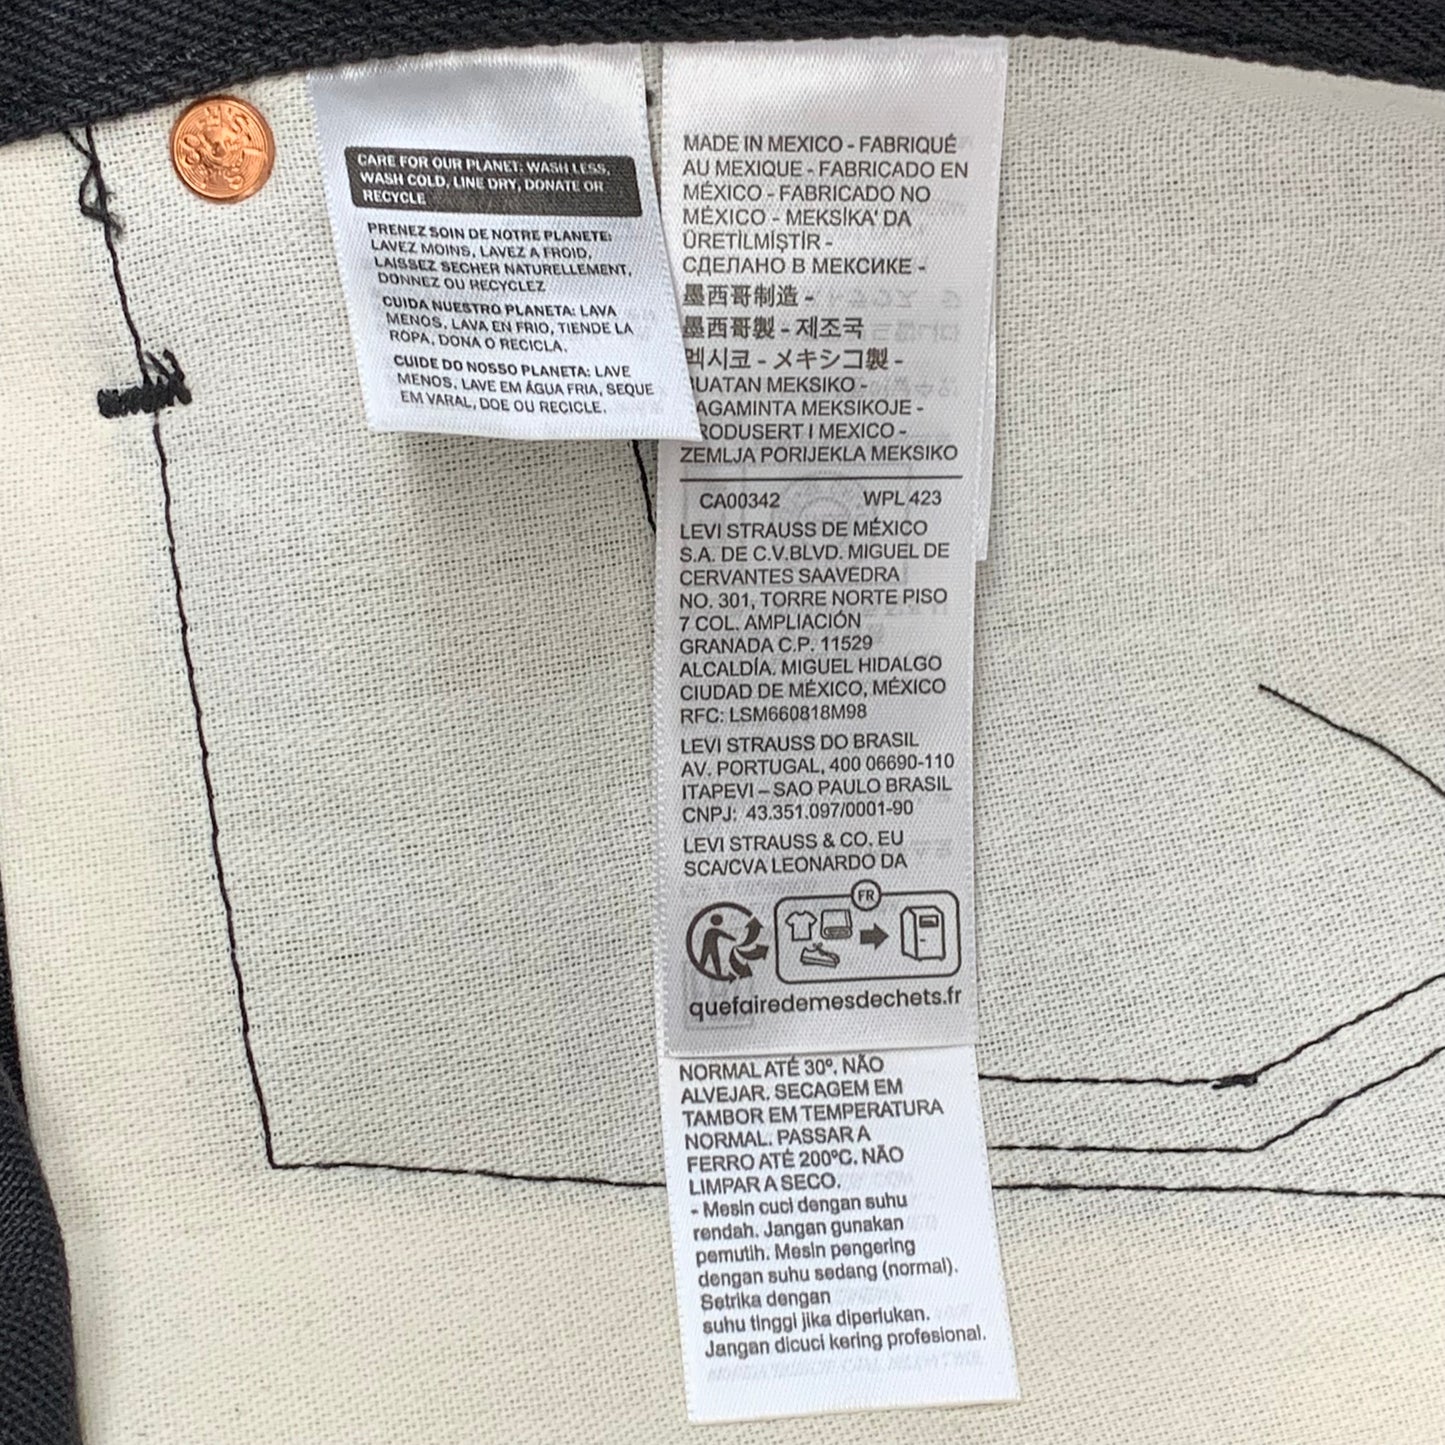 CARE FOR OUR PLANET: WASH LESS,
WASH COLD, LINE DRY, DONATE OR
RECYCLE
PRENEZ SOIN DE NOTRE PLANETE:
LAVEZ MOINS, LAVEZ A FROID,
LAISSEZ SECHER NATURELLEMENT,
DONNEZ OU RECYCLEZ
CUIDA NUESTRO PLANETA: LAVA
MENOS, LAVA EN FRIO, TIENDE LA
ROPA, DONA O RECICLA.
CUIDE DO NOSSO PLANETA: LAVE
MENOS, LAVE EM ÁGUA FRIA, SEQUE
EM VARAL, DOE OU RECICLE.
MADE IN MEXICO - FABRIQUÉ
AU MEXIQUE - FABRICADO EN
MÉXICO - FABRICADO NO
MÉXICO - MEKSİKA' DA
ÜRETİLMİŞTİR -
СДЕЛАНО В МЕКСИКЕ -
墨西哥制造 -
墨西哥製 - 제조국
멕시코 - メキシコ製 -
BUATAN MEKSIKO -
PAGAMINTA MEKSIKOJE -
PRODUSERT I MEXICO -
ZEMLJA PORIJEKLA MEKSIKO
CA00342 WPL 423
LEVI STRAUSS DE MÉXICO
S.A. DE C.V.BLVD. MIGUEL DE
CERVANTES SAAVEDRA
NO. 301, TORRE NORTE PISO
7 COL. AMPLIACIÓN
GRANADA C.P. 11529
ALCALDÍA. MIGUEL HIDALGO
CIUDAD DE MÉXICO, MÉXICO
RFC: LSM660818M98
LEVI STRAUSS DO BRASIL
AV. PORTUGAL, 400 06690-110
ITAPEVI – SAO PAULO BRASIL
CNPJ: 43.351.097/0001-90
LEVI STRAUSS & CO. EU
SCA/CVA LEONARDO DA
FR
quefairedemesdechets.fr
NORMAL ATÉ 30º. NÃO
ALVEJAR. SECAGEM EM
TAMBOR EM TEMPERATURA
NORMAL. PASSAR A
FERRO ATÉ 200ºC. NÃO
LIMPAR A SECO.
- Mesin cuci dengan suhu
rendah. Jangan gunakan
pemutih. Mesin pengering
dengan suhu sedang (normal).
Setrika dengan
suhu tinggi jika diperlukan.
Jangan dicuci kering profesional.